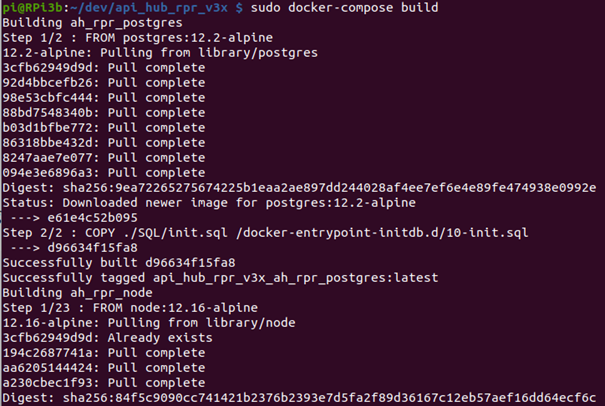 pi@RPi3b:~/dev/api_hub_rpr_v3x $ sudo docker-compose build
Building ah_rpr_postgres
Step 1/2 : FROM postgres:12.2-alpine
12.2-alpine: Pulling from library/postgres
3cfb62949d9d: Pull complete
92d4bbcefb26: Pull complete
98e53cbfc444: Pull complete
88bd7548340b: Pull complete
b03d1bfbe772: Pull complete
86318bbe432d: Pull complete
8247aae7e077: Pull complete
094e3e6896a3: Pull complete
Digest: sha256:9ea72265275674225b1eaa2ae897dd244028af4ee7ef6e4e89fe474938e0992e
Status: Downloaded newer image for postgres:12.2-alpine
---> e61e4c52b095
Step 2/2 : COPY ./SQL/init.sql /docker-entrypoint-initdb.d/10-init.sql
---> d96634f15fa8
Successfully built d96634f15fa8
Successfully tagged api_hub_rpr_v3x_ah_rpr_postgres:latest
Building ah_rpr_node
Step 1/23 : FROM node:12.16-alpine
12.16-alpine: Pulling from library/node
3cfb62949d9d: Already exists
194c2687741a: Pull complete
aa6205144424: Pull complete
a230cbec1f93: Pull complete
Digest: sha256:84f5c9090cc741421b2376b2393e7d5fa2f89d36167c12eb57aef16dd64ecf6c